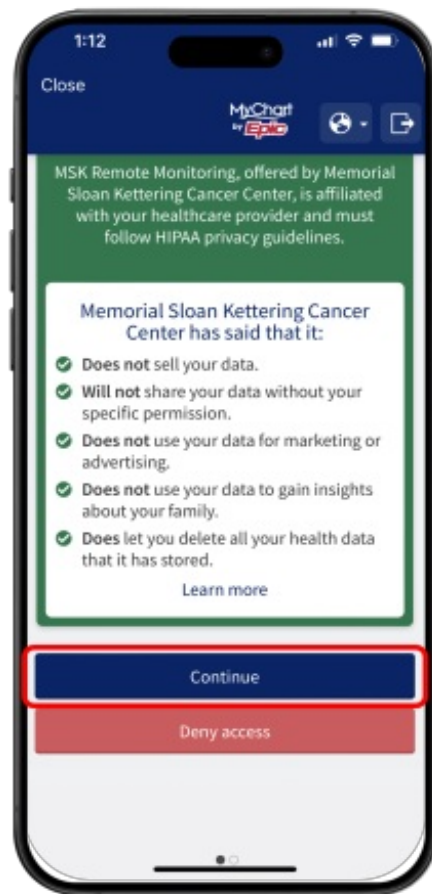 1:12
Close
MyChart
by Epic
MSK Remote Monitoring, offered by Memorial
Sloan Kettering Cancer Center, is affiliated
with your healthcare provider and must
follow HIPAA privacy guidelines.
Memorial Sloan Kettering Cancer
Center has said that it:
Does not sell your data.
Will not share your data without your
specific permission.
Does not use your data for marketing or
advertising.
Does not use your data to gain insights
about your family.
Does let you delete all your health data
that it has stored.
Learn more
Continue
Deny access